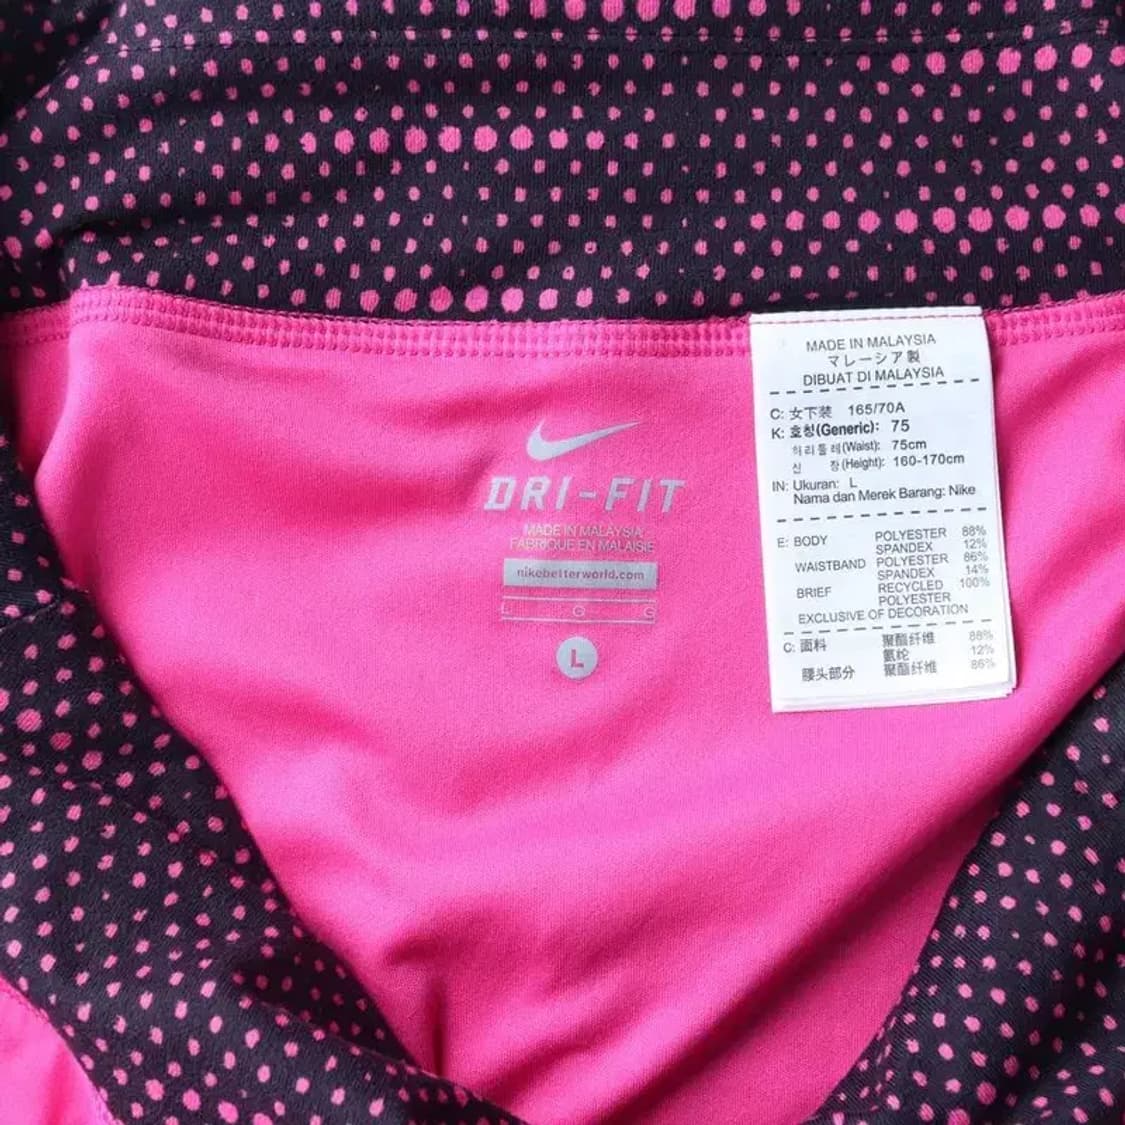 DRI-FIT
MADE IN MALAYSIA
FABRIQUE EN MALAISIE
nikebetterworld.com
L G G
L
MADE IN MALAYSIA
マレーシア製
DIBUAT DI MALAYSIA
C: 女下装 165/70A
K: 호칭(Generic): 75
허리둘레(Waist): 75cm
신 장(Height): 160-170cm
IN: Ukuran: L
Nama dan Merek Barang: Nike
E: BODY POLYESTER 88%
SPANDEX 12%
WAISTBAND POLYESTER 86%
SPANDEX 14%
BRIEF RECYCLED 100%
POLYESTER
EXCLUSIVE OF DECORATION
C: 面料 聚酯纤维 88%
氨纶 12%
腰头部分 聚酯纤维 86%